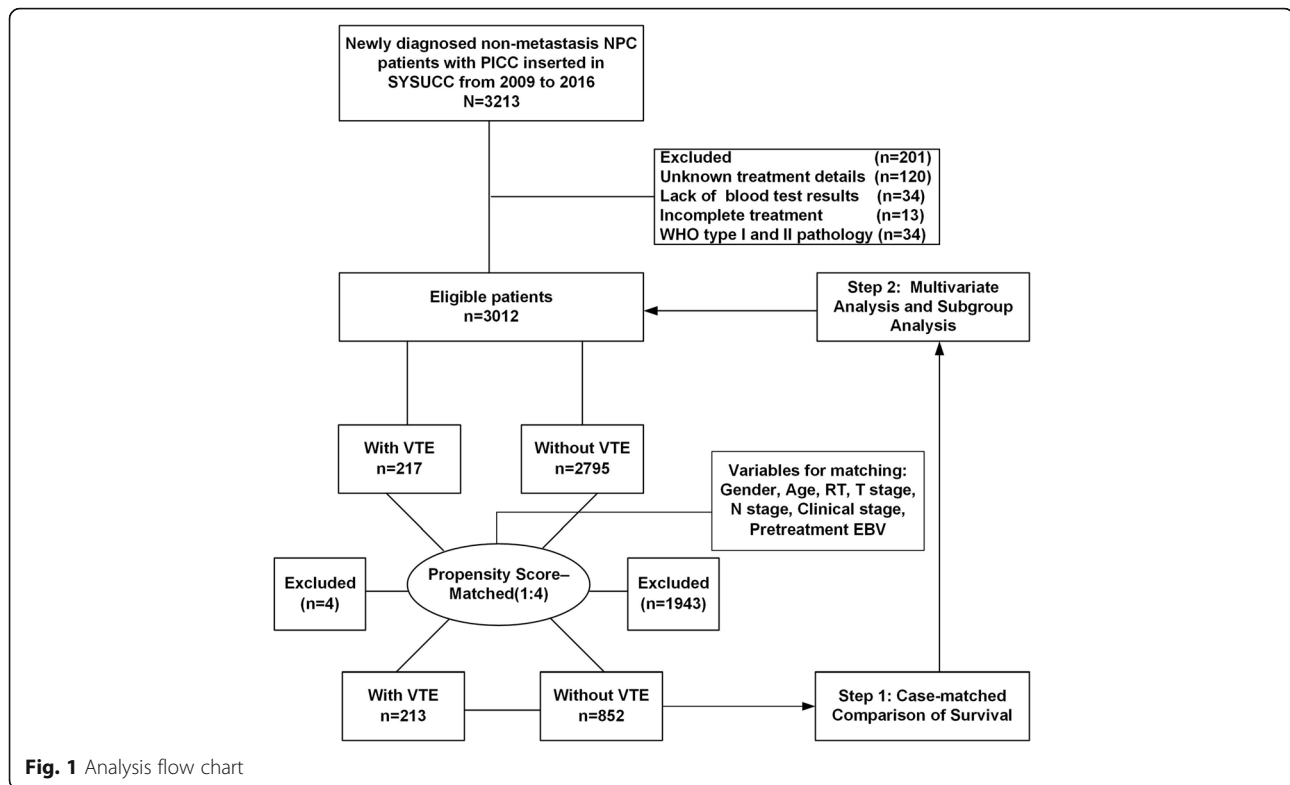 Newly diagnosed non-metastasis NPC
patients with PICC inserted in
SYSUCC from 2009 to 2016
N=3213
Excluded (n=201)
Unknown treatment details (n=120)
Lack of blood test results (n=34)
Incomplete treatment (n=13)
WHO type I and II pathology (n=34)
Eligible patients
n=3012
Step 2: Multivariate
Analysis and Subgroup
Analysis
With VTE
n=217
Without VTE
n=2795
Variables for matching:
Gender, Age, RT, T stage,
N stage, Clinical stage,
Pretreatment EBV
Excluded
(n=4)
Propensity Score–
Matched(1:4)
Excluded
(n=1943)
With VTE
n=213
Without VTE
n=852
Step 1: Case-matched
Comparison of Survival
Fig. 1 Analysis flow chart